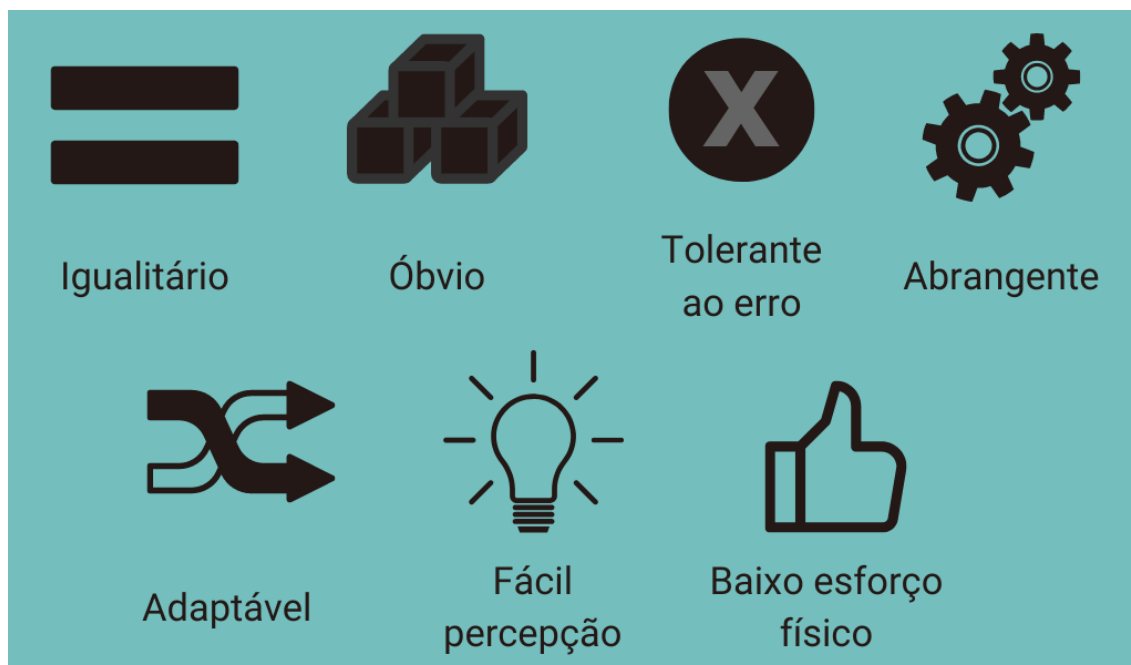 X
Igualitário
Óbvio
Tolerante
ao erro
Abrangente
Adaptável
Fácil
percepção
Baixo esforço
físico